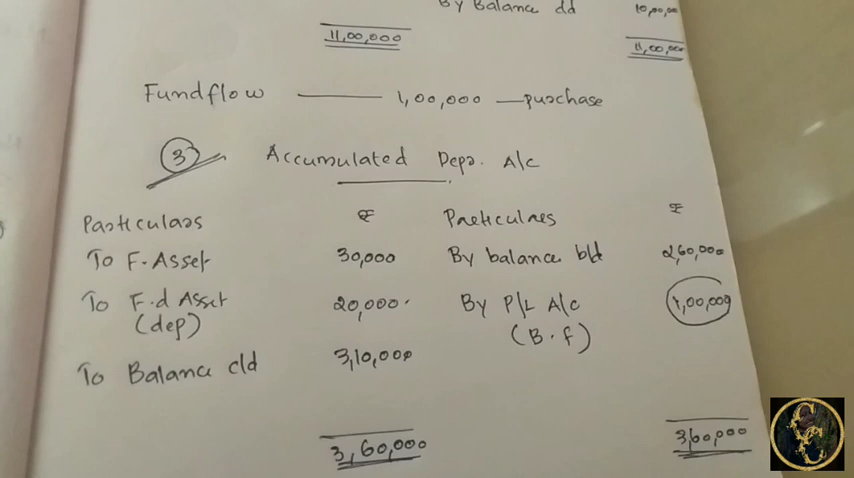 By Balance dd 10,00,000
11,00,000 11,00,000
Fundflow — 1,00,000 — purchase
3 Accumulated Depr. A/c
Particulars ₹ Particulars ₹
To F.Asset 30,000 By balance b/d 2,60,000
To F.d Asset 20,000 By P/L A/c 1,00,000
(dep) (B.f)
To Balance c/d 3,10,000
3,60,000 3,60,000